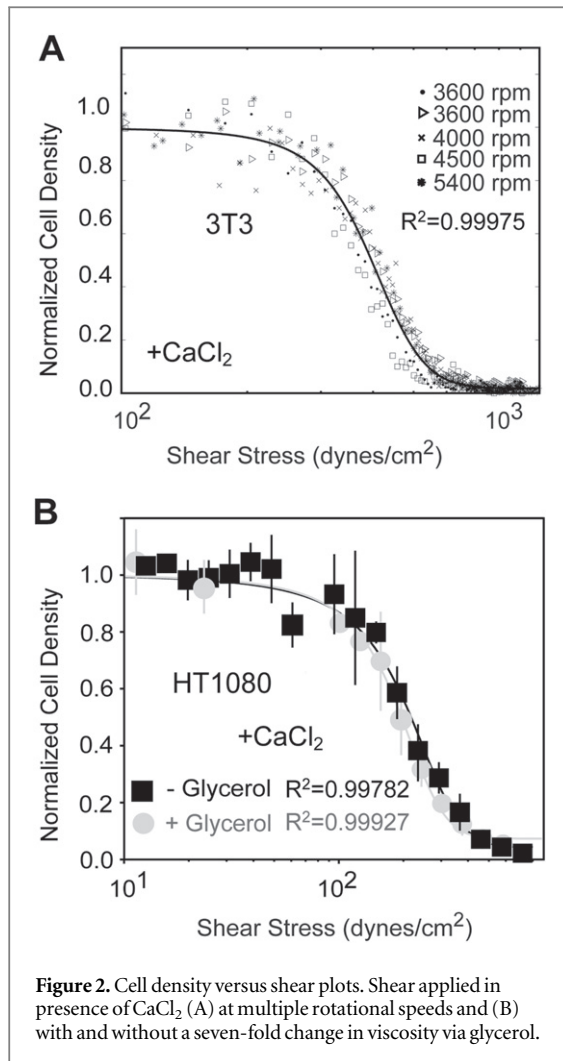 A
Normalized Cell Density
1.0
0.8
0.6
0.4
0.2
0.0
3600 rpm
3600 rpm
4000 rpm
4500 rpm
5400 rpm
R²=0.99975
3T3
+CaCl₂
10² 10³
Shear Stress (dynes/cm²)
B
Normalized Cell Density
1.0
0.8
0.6
0.4
0.2
0.0
HT1080
+CaCl₂
- Glycerol R²=0.99782
+ Glycerol R²=0.99927
10¹ 10²
Shear Stress (dynes/cm²)
Figure 2. Cell density versus shear plots. Shear applied in
presence of CaCl₂ (A) at multiple rotational speeds and (B)
with and without a seven-fold change in viscosity via glycerol.